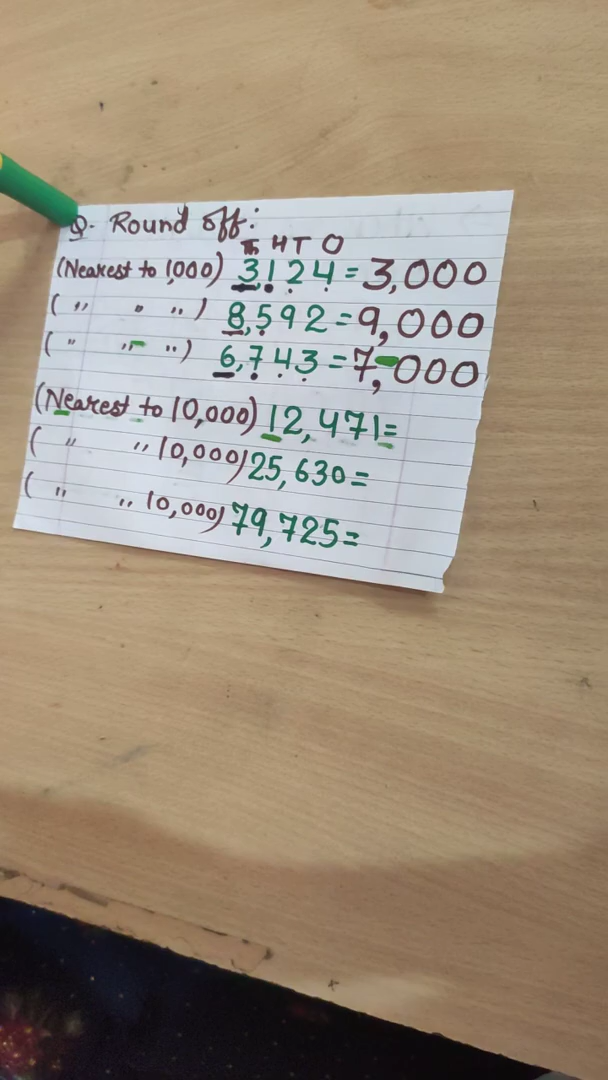 Q. Round off:
Th H T O
(Nearest to 1,000) 3,124 = 3,000
( " " " ) 8,592 = 9,000
( " " " ) 6,743 = 7,000
(Nearest to 10,000) 12,471=
( " " 10,000) 25,630=
( " " 10,000) 79,725=